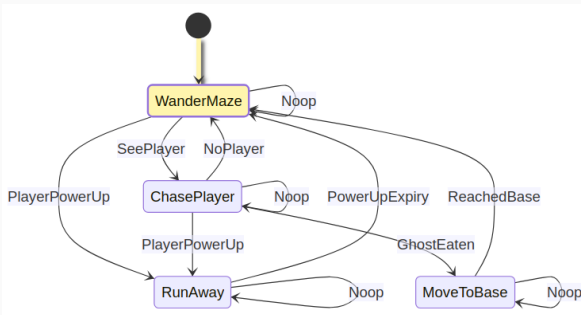 WanderMaze
Noop
SeePlayer
NoPlayer
PlayerPowerUp
ChasePlayer
Noop
PowerUpExpiry
ReachedBase
PlayerPowerUp
GhostEaten
RunAway
Noop
MoveToBase
Noop